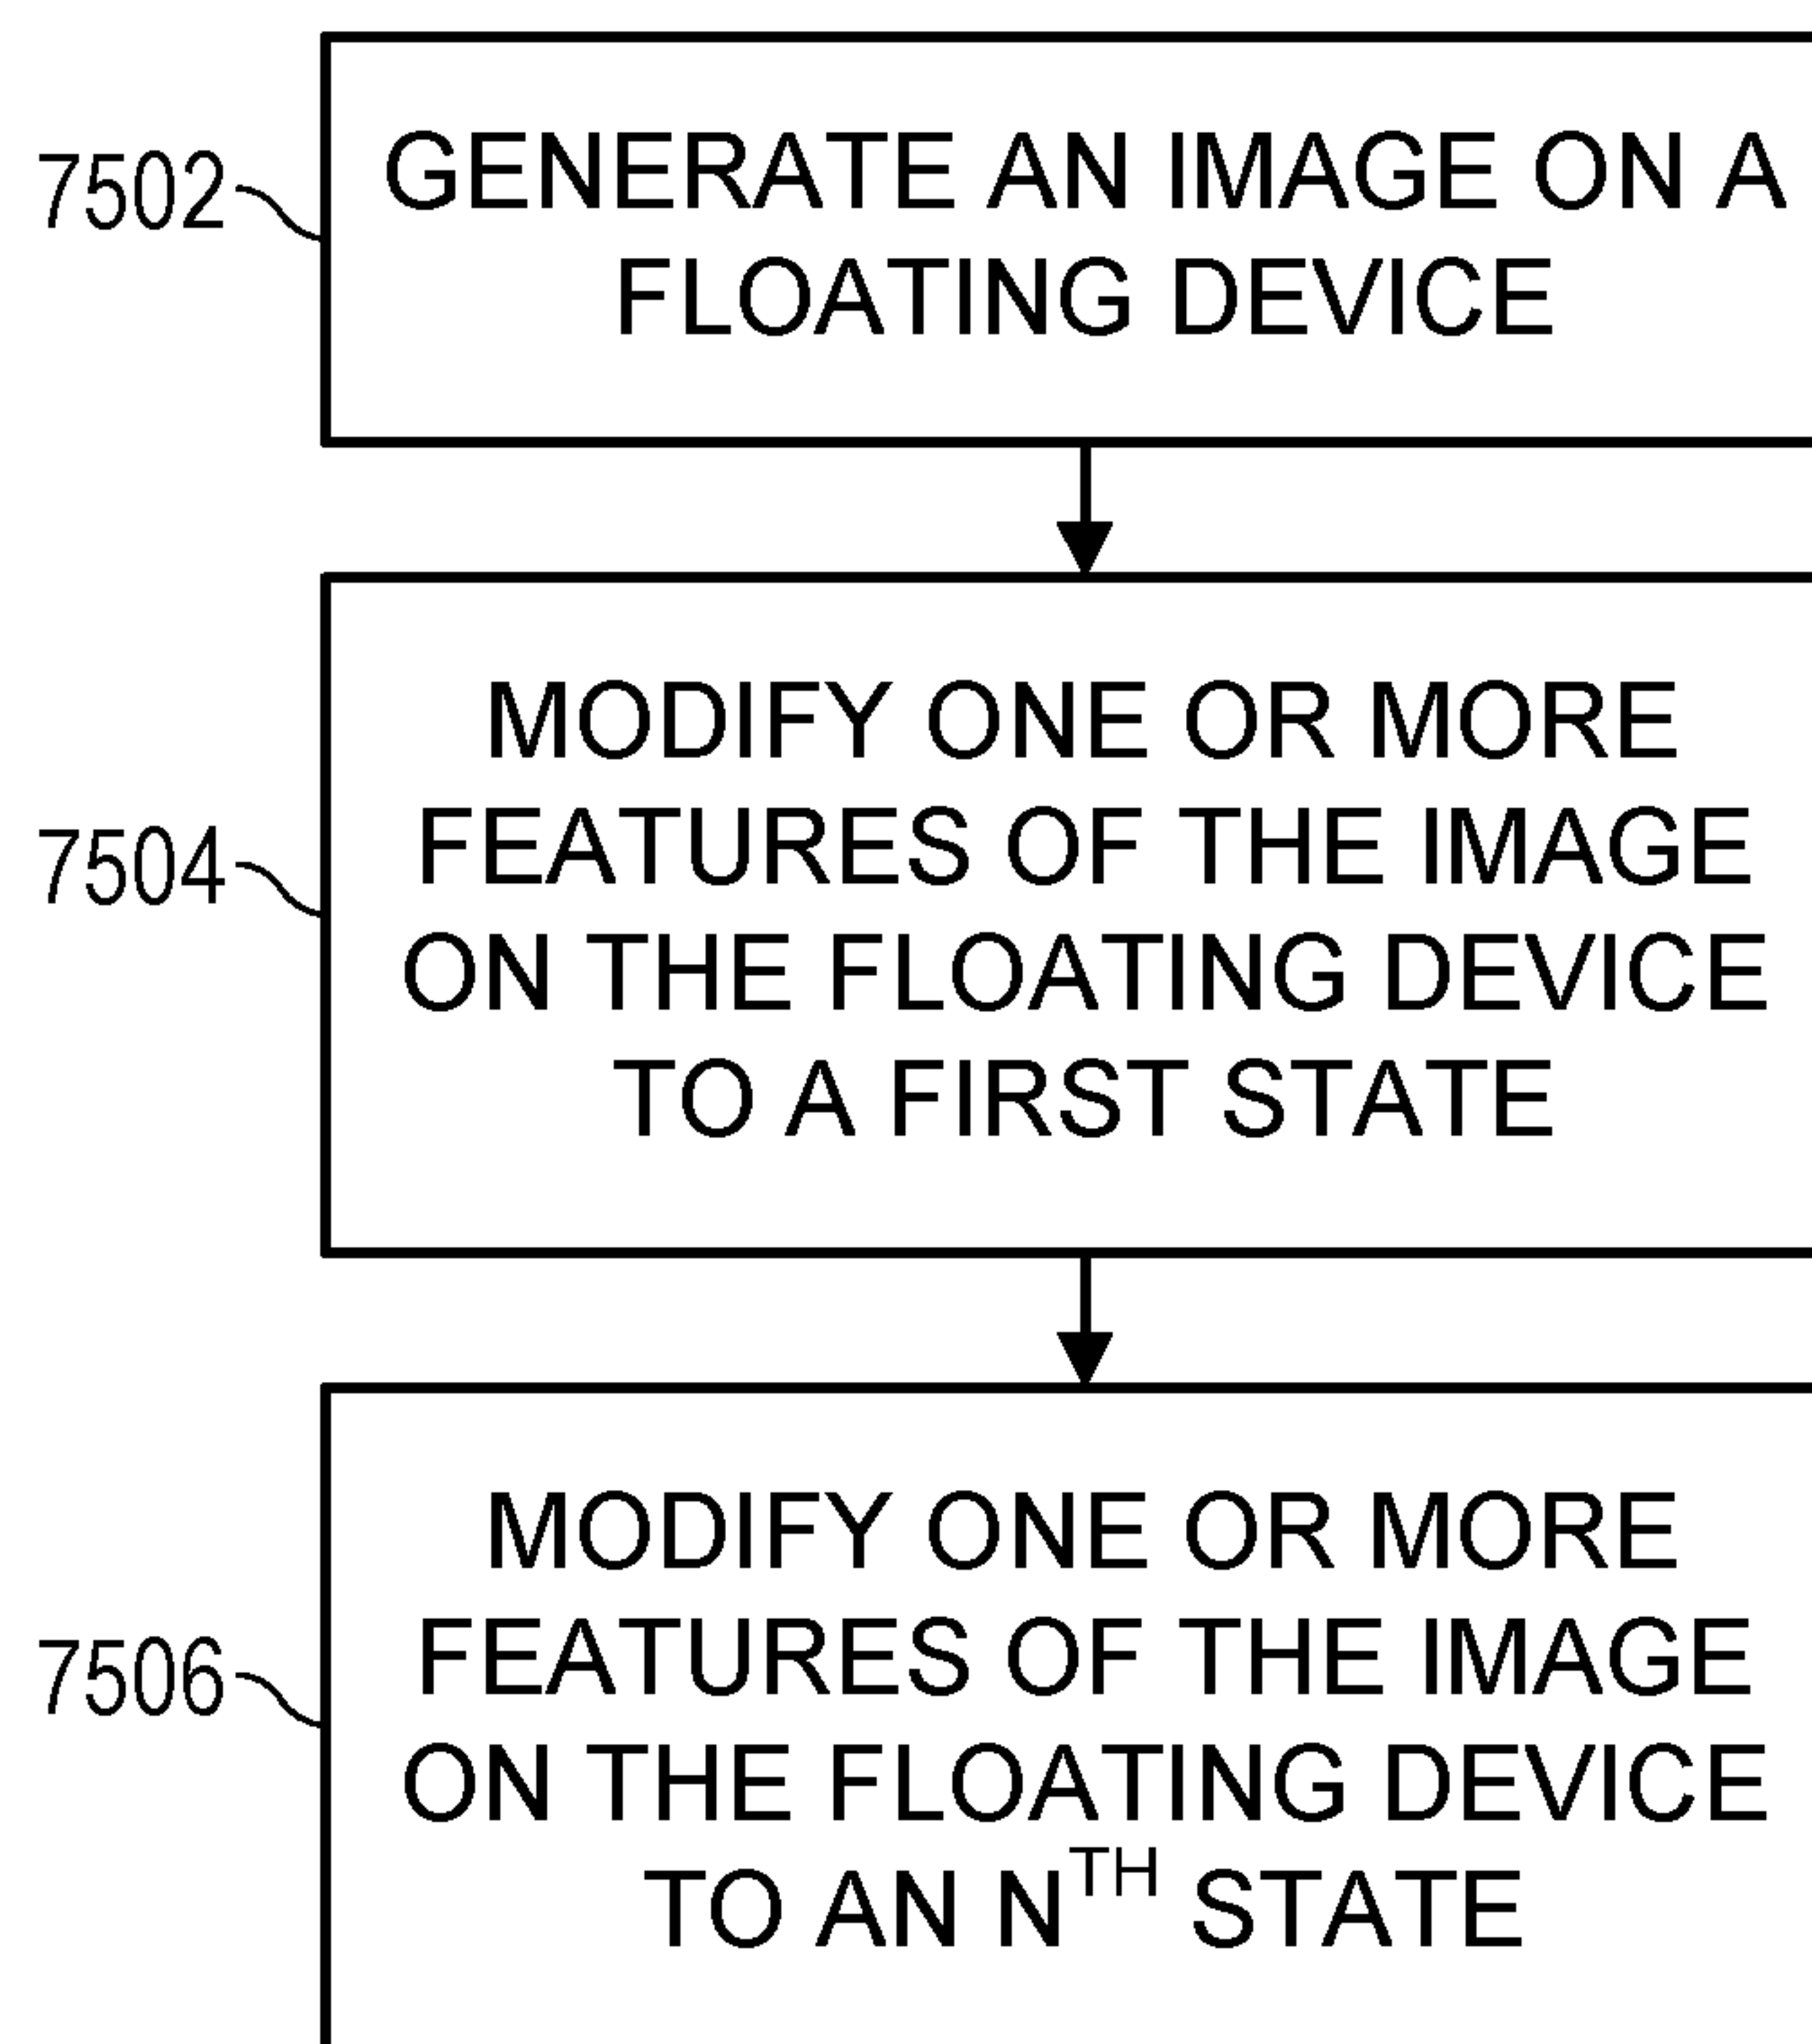 7502
GENERATE AN IMAGE ON A
FLOATING DEVICE
7504
MODIFY ONE OR MORE
FEATURES OF THE IMAGE
ON THE FLOATING DEVICE
TO A FIRST STATE
7506
MODIFY ONE OR MORE
FEATURES OF THE IMAGE
ON THE FLOATING DEVICE
TO AN N^TH STATE